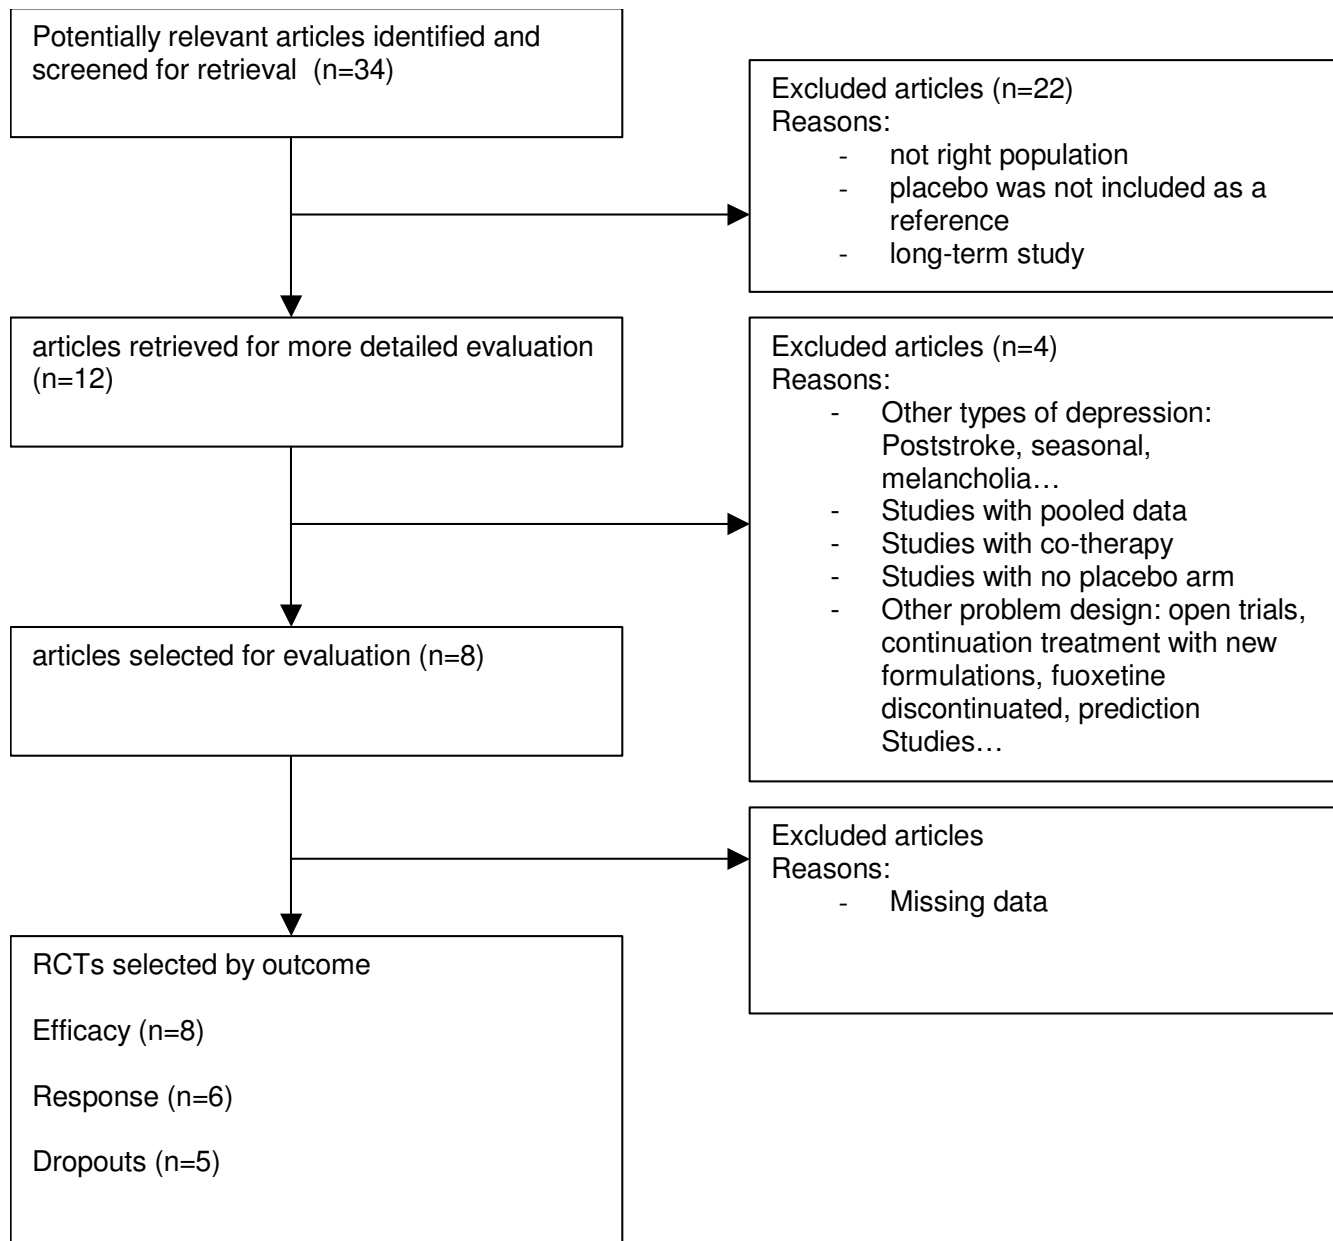 Potentially relevant articles identified and
screened for retrieval  (n=34)
Excluded articles (n=22)
Reasons:
- not right population
- placebo was not included as a
reference
- long-term study
articles retrieved for more detailed evaluation
(n=12)
Excluded articles (n=4)
Reasons:
- Other types of depression:
Poststroke, seasonal,
melancholia…
- Studies with pooled data
- Studies with co-therapy
- Studies with no placebo arm
- Other problem design: open trials,
continuation treatment with new
formulations, fuoxetine
discontinuated, prediction
Studies…
articles selected for evaluation (n=8)
Excluded articles
Reasons:
- Missing data
RCTs selected by outcome
Efficacy (n=8)
Response (n=6)
Dropouts (n=5)